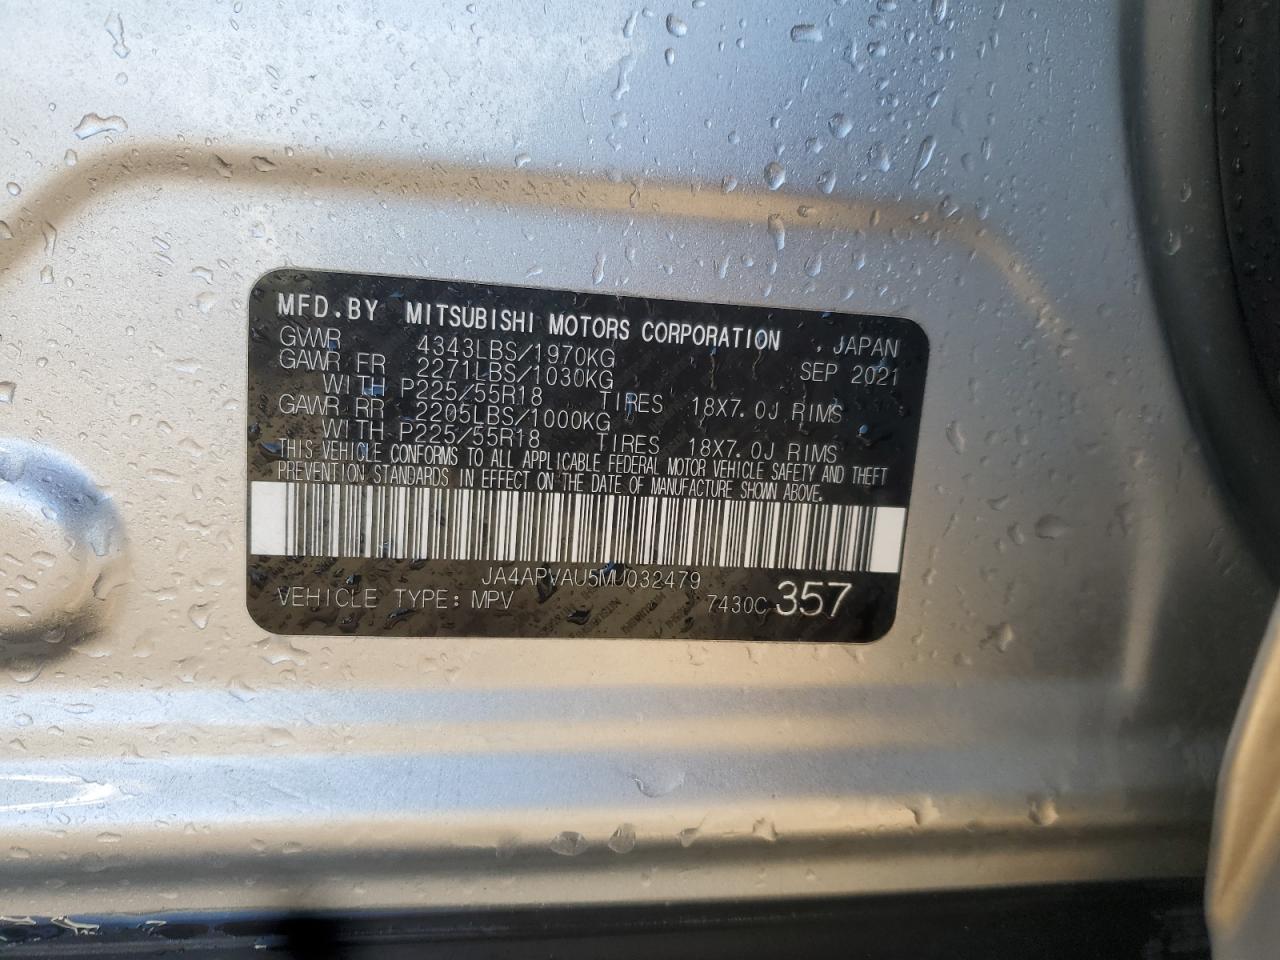 MFD.BY MITSUBISHI MOTORS CORPORATION , JAPAN
GWWR 4343LBS/1970KG SEP 2021
GAWR FR 2271LBS/1030KG
WITH P225/55R18 TIRES 18X7.0J RIMS
GAWR RR 2205LBS/1000KG
WITH P225/55R18 TIRES 18X7.0J RIMS
THIS VEHICLE CONFORMS TO ALL APPLICABLE FEDERAL MOTOR VEHICLE SAFETY AND THEFT
PREVENTION STANDARDS IN EFFECT ON THE DATE OF MANUFACTURE SHOWN ABOVE.
JA4APVAU5MU032479
VEHICLE TYPE: MPV 7430C 357